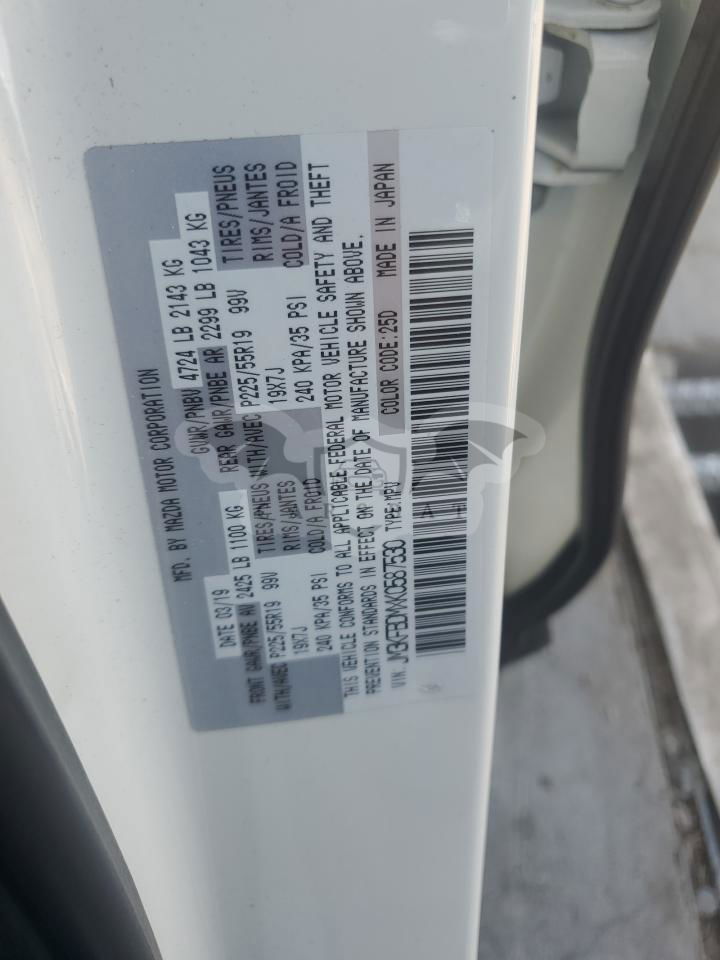 MFD. BY MAZDA MOTOR CORPORATION
DATE 03/19 GVWR/PNBV 4724 LB 2143 KG
FRONT GAWR/PNBE AV 2425 LB 1100 KG REAR GAWR/PNBE AR 2299 LB 1043 KG
WITH/AVEC P225/55R19 99V TIRES/PNEUS WITH/AVEC P225/55R19 99V TIRES/PNEUS
19X7J RIMS/JANTES 19X7J RIMS/JANTES
240 KPA/35 PSI COLD/A FROID 240 KPA/35 PSI COLD/A FROID
THIS VEHICLE CONFORMS TO ALL APPLICABLE FEDERAL MOTOR VEHICLE SAFETY AND THEFT
PREVENTION STANDARDS IN EFFECT ON THE DATE OF MANUFACTURE SHOWN ABOVE.
VIN: TYPE:MPV COLOR CODE:25D MADE IN JAPAN